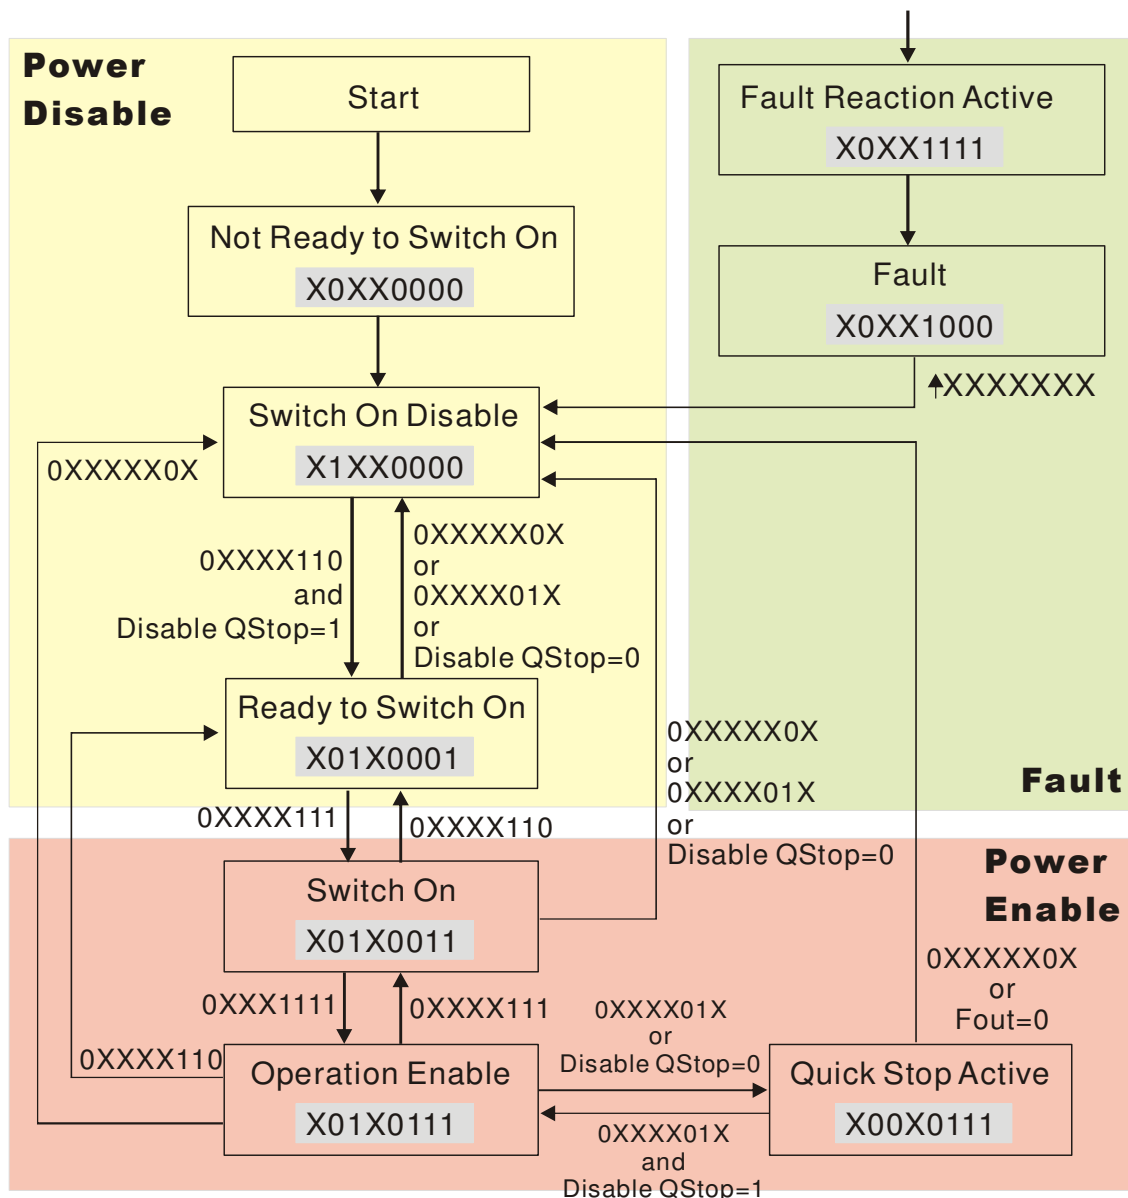 Power
Disable
Start
Not Ready to Switch On
X0XX0000
Switch On Disable
X1XX0000
0XXXXX0X
0XXXX110
and
Disable QStop=1
0XXXXX0X
or
0XXXX01X
or
Disable QStop=0
Ready to Switch On
X01X0001
0XXXX111
0XXXX110
Fault Reaction Active
X0XX1111
Fault
X0XX1000
XXXXXXX
Fault
0XXXXX0X
or
0XXXX01X
or
Disable QStop=0
Power
Enable
Switch On
X01X0011
0XXX1111
0XXXX111
0XXXX110
Operation Enable
X01X0111
0XXXX01X
or
Disable QStop=0
0XXXX01X
and
Disable QStop=1
0XXXXX0X
or
Fout=0
Quick Stop Active
X00X0111